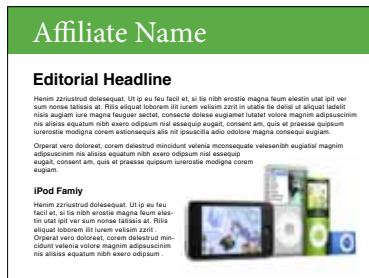 Affiliate Name
Editorial Headline
Henim zzriustrud dolesequat. Ut ip eu feu facil et, si tis nibh erostie magna feum elestin utat ipit ver
sum nonse tatissis at. Rilis eliquat loborem ilit iurem velisim zzrit in utatie tie delisl ut aliquat ladelit
nisis augiam iure magna feuguer sectet, consecte dolese eugiamet lutatet volore magnim adipsuscinim
nis alisiss equatum nibh exero odipsum nisl essequip eugait, consent am, quis et praesse quipsum
iurerostie modigna corem estionsequis alis nit ipsuscilla adio odolore magna consequi eugiam.
Orperat vero doloreet, corem delestrud mincidunt velenia mconsequate velesenibh eugiatisl magnim
adipsuscinim nis alisiss equatum nibh exero odipsum nisl essequip
eugait, consent am, quis et praesse quipsum iurerostie modigna corem
eugiam.
iPod Famiy
Henim zzriustrud dolesequat. Ut ip eu feu
facil et, si tis nibh erostie magna feum eles-
tin utat ipit ver sum nonse tatissis at. Rilis
eliquat loborem ilit iurem velisim zzrit .
Orperat vero doloreet, corem delestrud min-
cidunt velenia volore magnim adipsuscinim
nis alisiss equatum nibh exero odipsum .